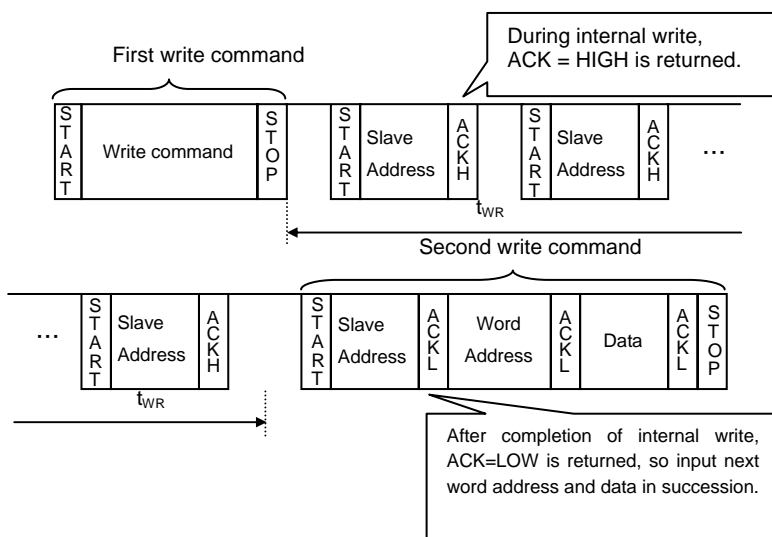 During internal write,
ACK = HIGH is returned.
First write command
START
Write command
STOP
START
Slave
Address
ACKH
START
Slave
Address
ACKH
...
tWR
Second write command
...
START
Slave
Address
ACKH
START
Slave
Address
ACKL
Word
Address
ACKL
Data
ACKL
STOP
tWR
After completion of internal write,
ACK=LOW is returned, so input next
word address and data in succession.